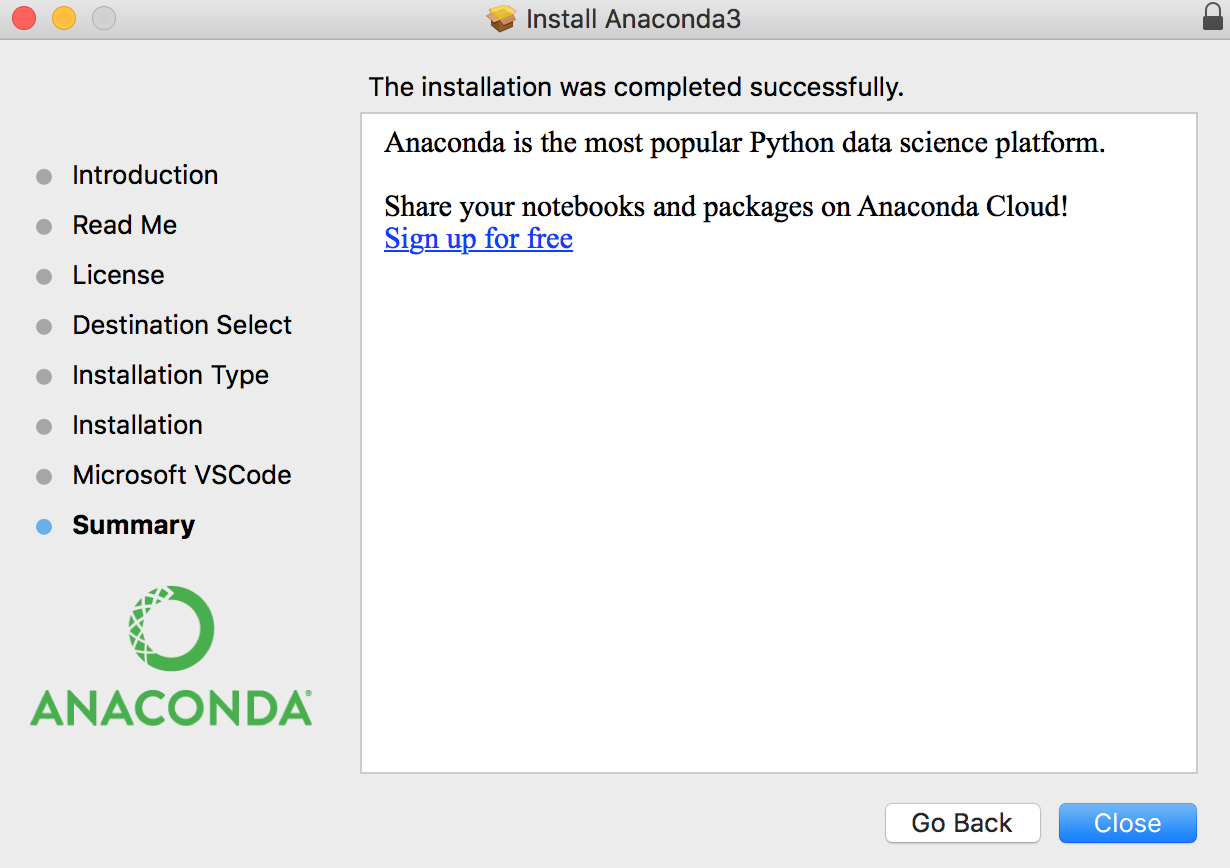 Install Anaconda3
The installation was completed successfully.
Introduction
Read Me
License
Destination Select
Installation Type
Installation
Microsoft VSCode
Summary
ANACONDA®
Anaconda is the most popular Python data science platform.
Share your notebooks and packages on Anaconda Cloud!
Sign up for free
Go Back
Close